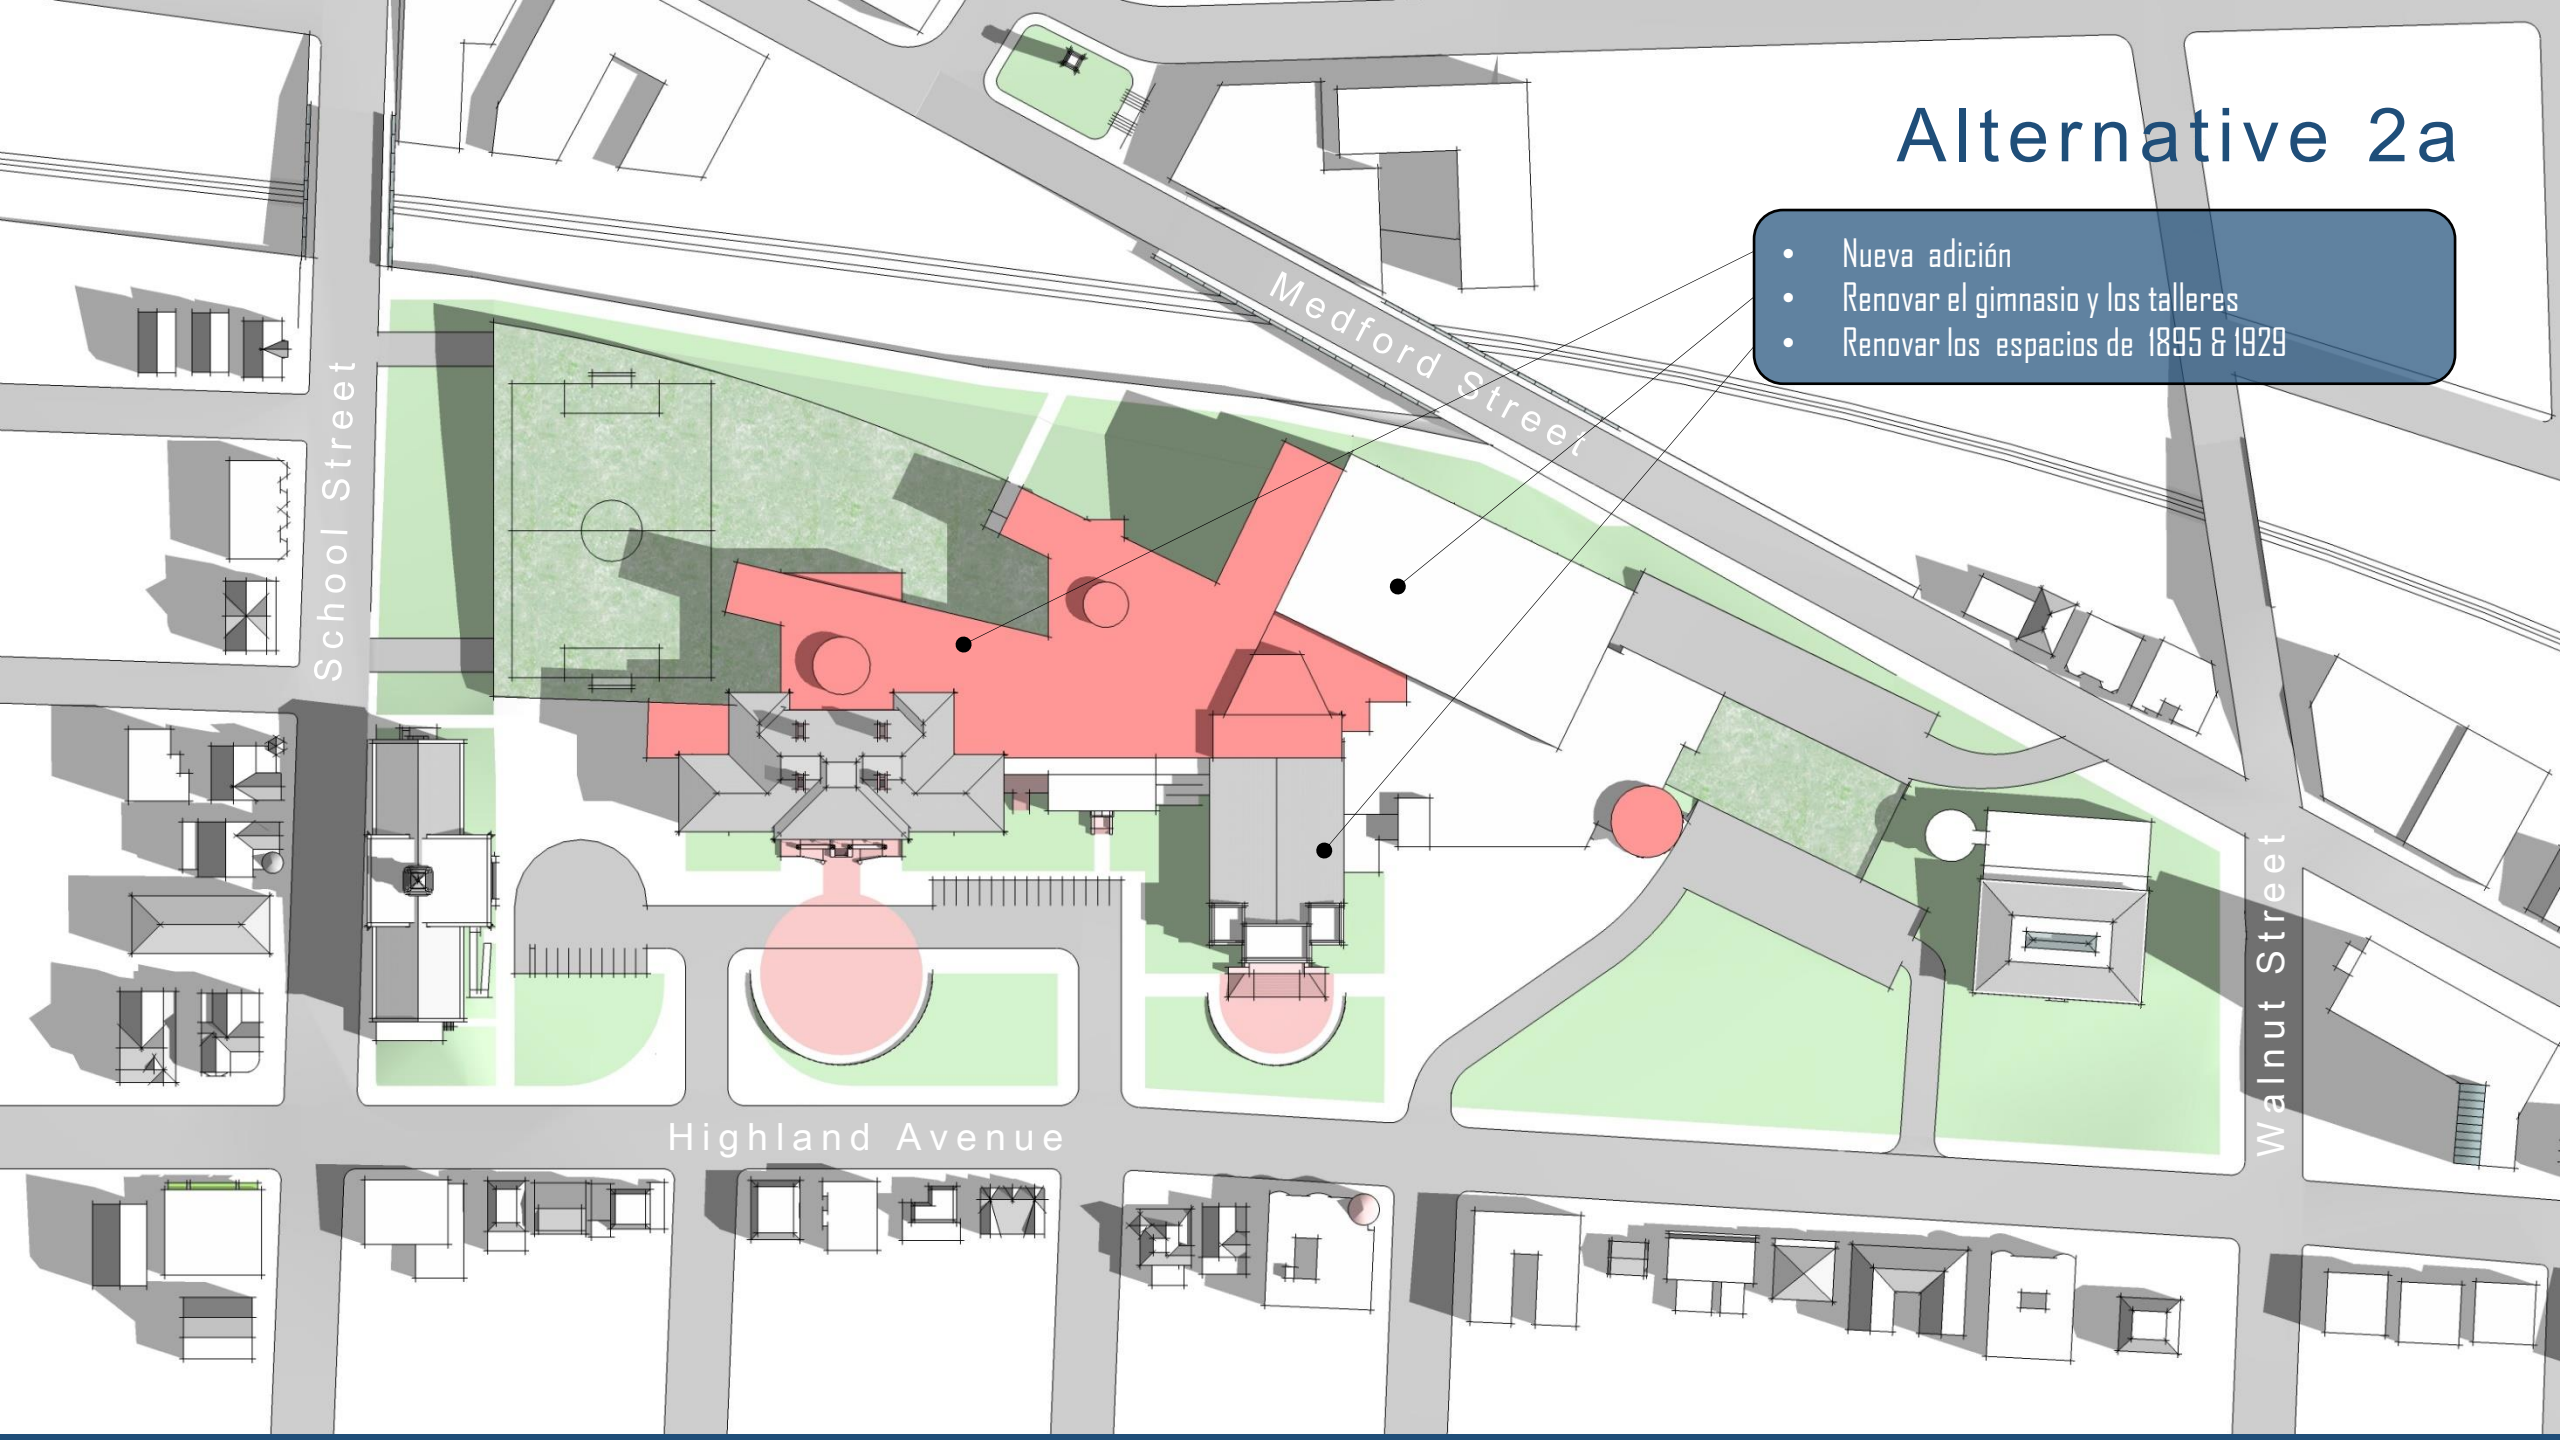 Alternative 2a
• Nueva adición
• Renovar el gimnasio y los talleres
• Renovar los espacios de 1895 & 1929
Medford Street
School Street
Walnut Street
Highland Avenue